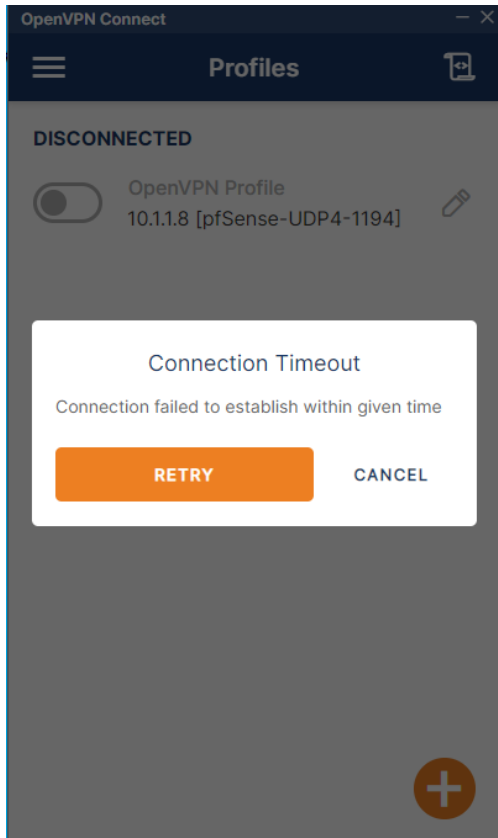 OpenVPN Connect
Profiles
DISCONNECTED
OpenVPN Profile
10.1.1.8 [pfSense-UDP4-1194]
Connection Timeout
Connection failed to establish within given time
RETRY
CANCEL